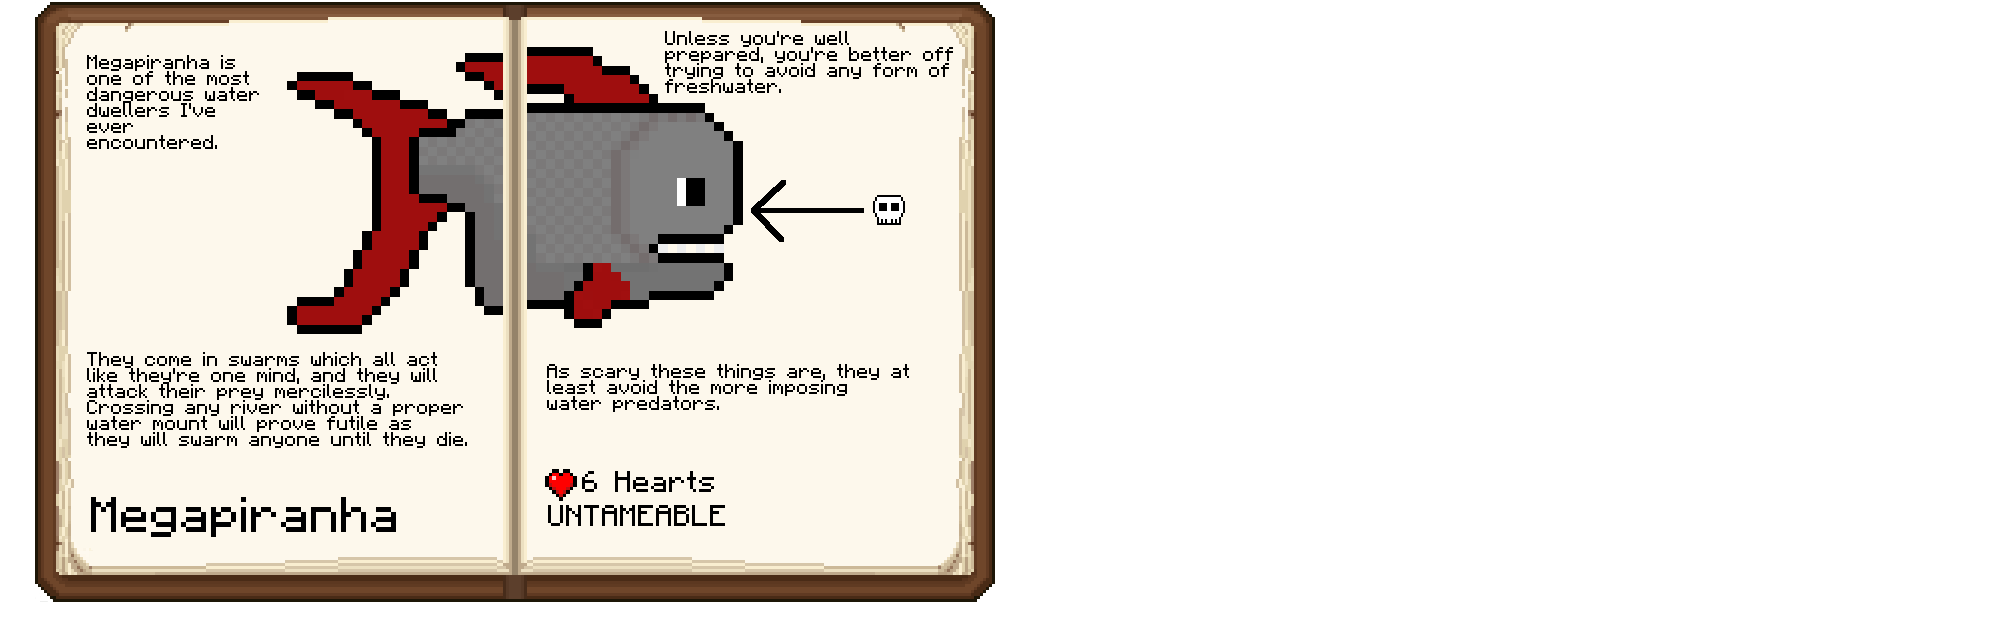 Megapiranha is
one of the most
dangerous water
dwellers I've
ever
encountered.
They come in swarms which all act
like they're one mind, and they will
attack their prey mercilessly.
Crossing any river without a proper
water mount will prove futile as
they will swarm anyone until they die.
Megapiranha
Unless you're well
prepared, you're better off
trying to avoid any form of
freshwater.
As scary these things are, they at
least avoid the more imposing
water predators.
6 Hearts
UNTAMEABLE